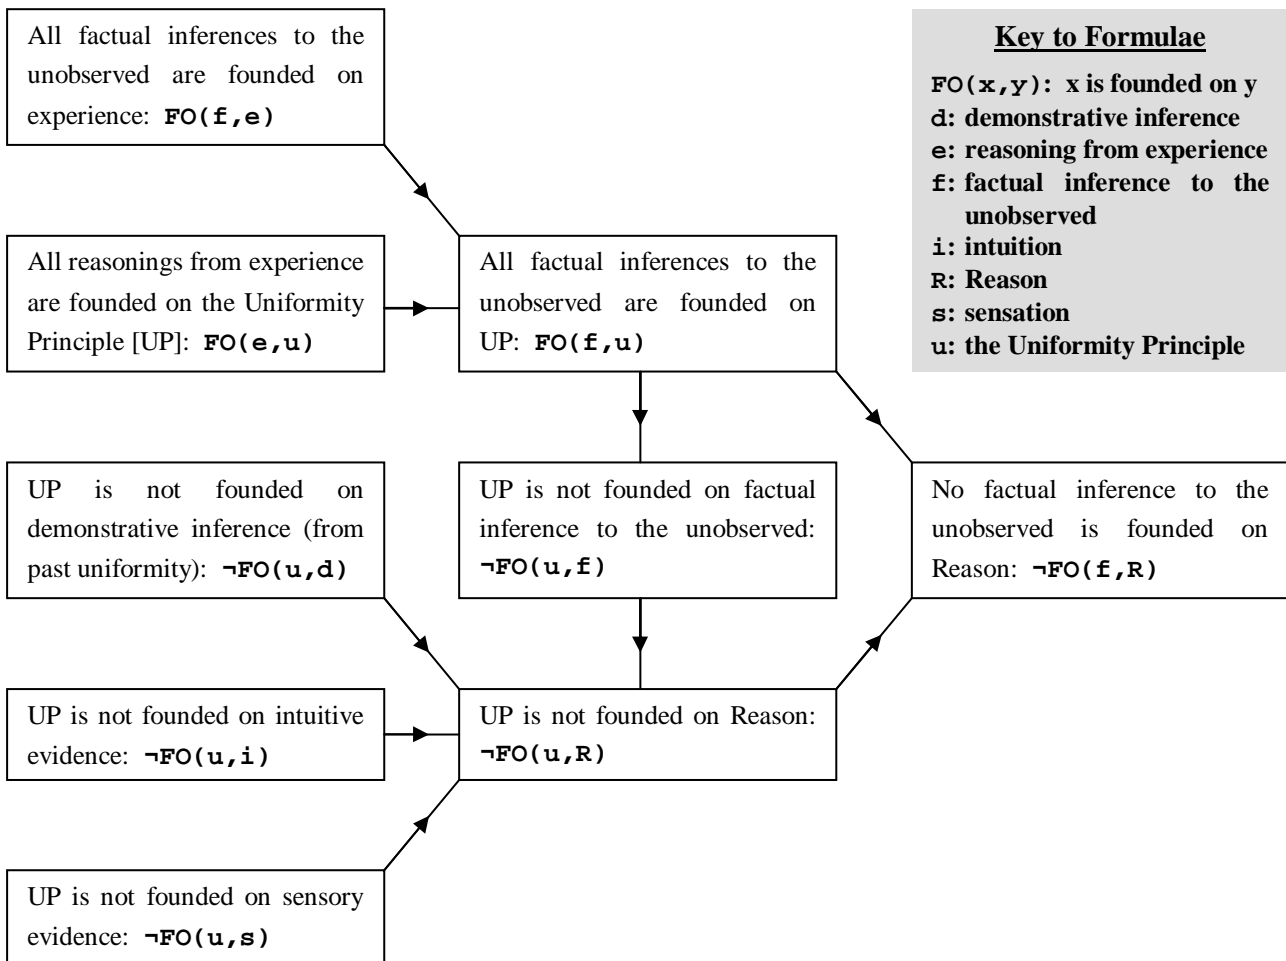 All factual inferences to the
unobserved are founded on
experience: FO(f,e)
Key to Formulae
FO(x,y): x is founded on y
d: demonstrative inference
e: reasoning from experience
f: factual inference to the
unobserved
i: intuition
R: Reason
s: sensation
u: the Uniformity Principle
All reasonings from experience
are founded on the Uniformity
Principle [UP]: FO(e,u)
All factual inferences to the
unobserved are founded on
UP: FO(f,u)
UP is not founded on
demonstrative inference (from
past uniformity): ¬FO(u,d)
UP is not founded on factual
inference to the unobserved:
¬FO(u,f)
No factual inference to the
unobserved is founded on
Reason: ¬FO(f,R)
UP is not founded on intuitive
evidence: ¬FO(u,i)
UP is not founded on Reason:
¬FO(u,R)
UP is not founded on sensory
evidence: ¬FO(u,s)